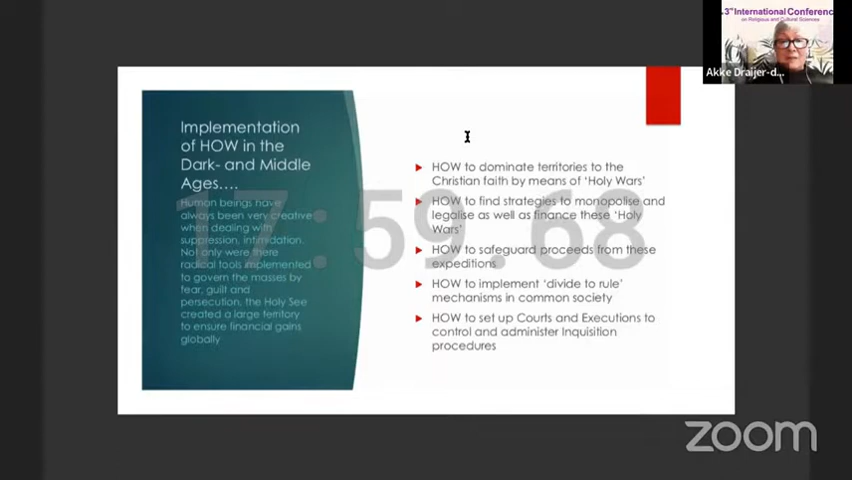 3rd International Conference
on Religious and Cultural Sciences
Akke Draijer-d...
Implementation
of HOW in the
Dark- and Middle
Ages....
Human beings have
always been very creative
when dealing with
suppression, intimidation.
Not only were there
radical tools implemented
to govern the masses by
fear, guilt and
persecution, the Holy See
created a large territory
to ensure financial gains
globally
HOW to dominate territories to the
Christian faith by means of ‘Holy Wars’
HOW to find strategies to monopolise and
legalise as well as finance these ‘Holy
Wars’
HOW to safeguard proceeds from these
expeditions
HOW to implement ‘divide to rule’
mechanisms in common society
HOW to set up Courts and Executions to
control and administer Inquisition
procedures
17:59.68
zoom